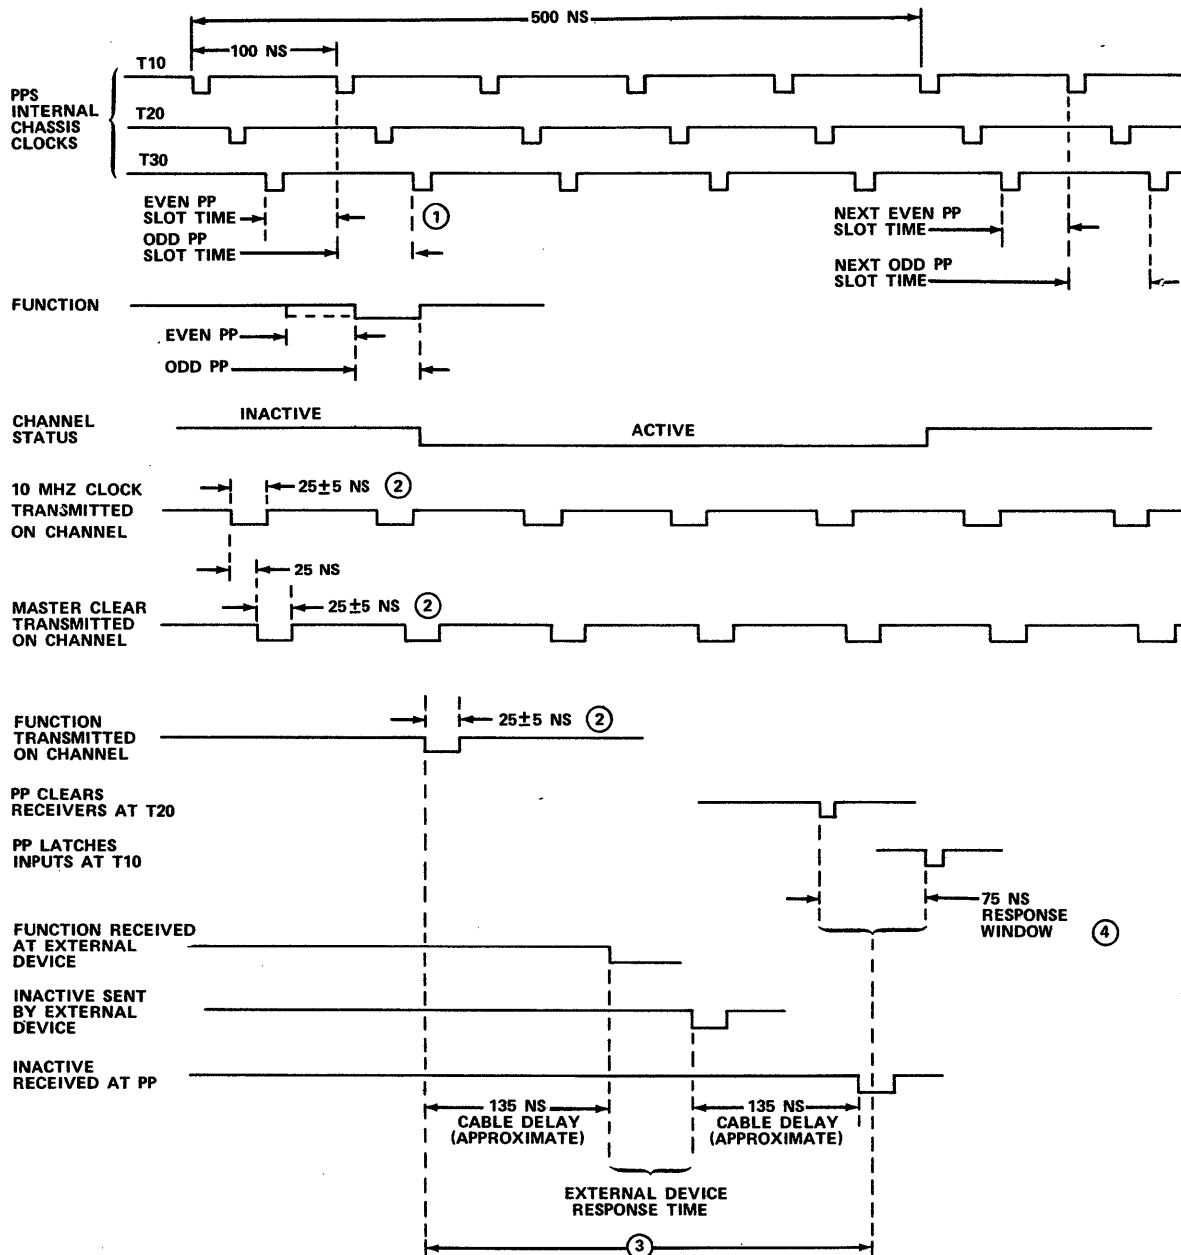 500 NS
100 NS
T10
PPS
INTERNAL
CHASSIS
CLOCKS
T20
T30
EVEN PP
SLOT TIME
1
ODD PP
SLOT TIME
NEXT EVEN PP
SLOT TIME
NEXT ODD PP
SLOT TIME
FUNCTION
EVEN PP
ODD PP
CHANNEL
STATUS
INACTIVE
ACTIVE
10 MHZ CLOCK
TRANSMITTED
ON CHANNEL
25±5 NS 2
25 NS
MASTER CLEAR
TRANSMITTED
ON CHANNEL
25±5 NS 2
FUNCTION
TRANSMITTED
ON CHANNEL
25±5 NS 2
PP CLEARS
RECEIVERS AT T20
PP LATCHES
INPUTS AT T10
75 NS
RESPONSE
WINDOW 4
FUNCTION RECEIVED
AT EXTERNAL
DEVICE
INACTIVE SENT
BY EXTERNAL
DEVICE
INACTIVE
RECEIVED AT PP
135 NS
CABLE DELAY
(APPROXIMATE)
135 NS
CABLE DELAY
(APPROXIMATE)
EXTERNAL DEVICE
RESPONSE TIME
3